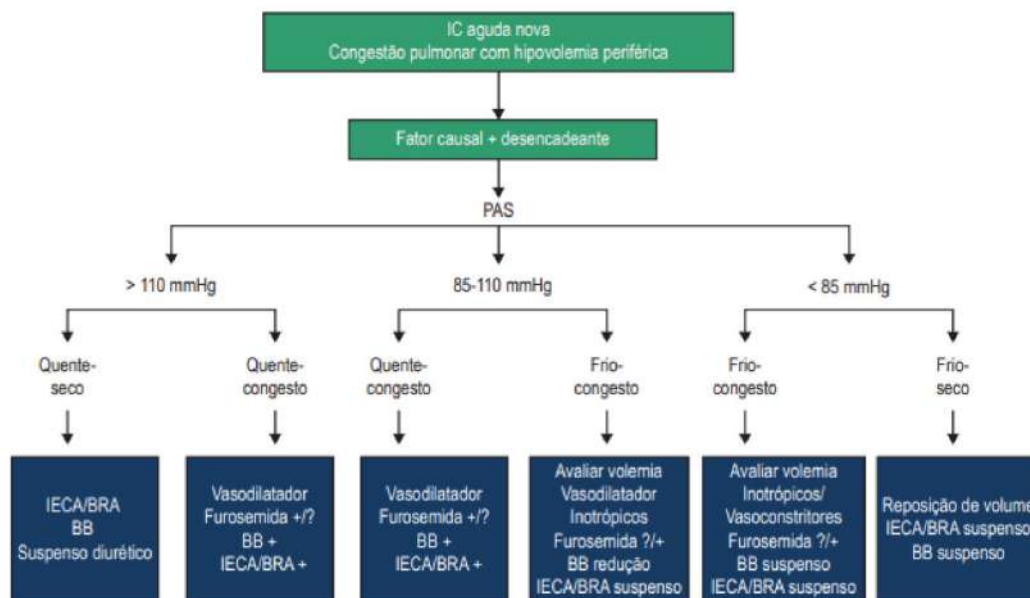 IC aguda nova
Congestão pulmonar com hipovolemia periférica
Fator causal + desencadeante
PAS
> 110 mmHg
85-110 mmHg
< 85 mmHg
Quente-
seco
Quente-
congesto
Quente-
congesto
Frio-
congesto
Frio-
congesto
Frio-
seco
IECA/BRA
BB
Suspenso diurético
Vasodilatador
Furosemida +/?
BB +
IECA/BRA +
Vasodilatador
Furosemida +/?
BB +
IECA/BRA +
Avaliar volemia
Vasodilatador
Inotrópicos
Furosemida ?/+
BB redução
IECA/BRA suspenso
Avaliar volemia
Inotrópicos/
Vasoconstritores
Furosemida ?/+
BB suspenso
IECA/BRA suspenso
Reposição de volume
IECA/BRA suspenso
BB suspenso